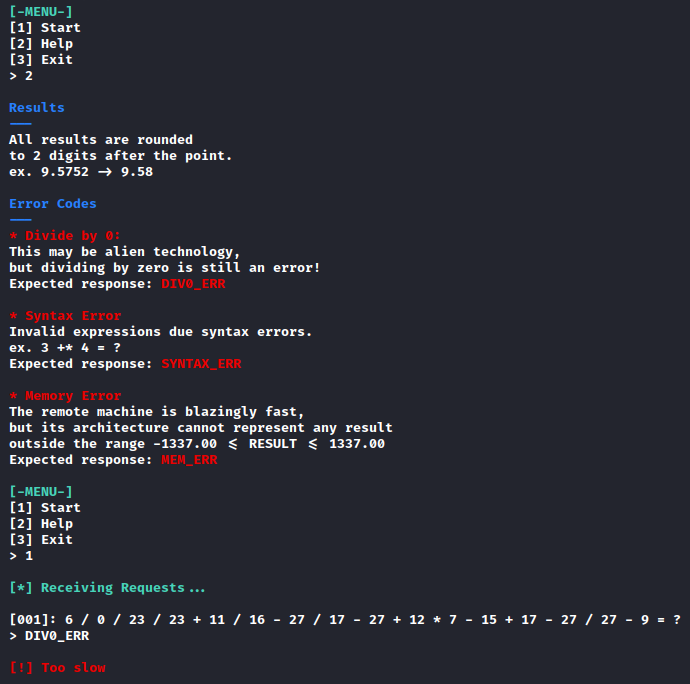 [-MENU-]
[1] Start
[2] Help
[3] Exit
> 2
Results
All results are rounded
to 2 digits after the point.
ex. 9.5752 -> 9.58
Error Codes
* Divide by 0:
This may be alien technology,
but dividing by zero is still an error!
Expected response: DIV0_ERR
* Syntax Error
Invalid expressions due syntax errors.
ex. 3 +* 4 = ?
Expected response: SYNTAX_ERR
* Memory Error
The remote machine is blazingly fast,
but its architecture cannot represent any result
outside the range -1337.00 <= RESULT <= 1337.00
Expected response: MEM_ERR
[-MENU-]
[1] Start
[2] Help
[3] Exit
> 1
[*] Receiving Requests...
[001]: 6 / 0 / 23 / 23 + 11 / 16 - 27 / 17 - 27 + 12 * 7 - 15 + 17 - 27 / 27 - 9 = ?
> DIV0_ERR
[!] Too slow